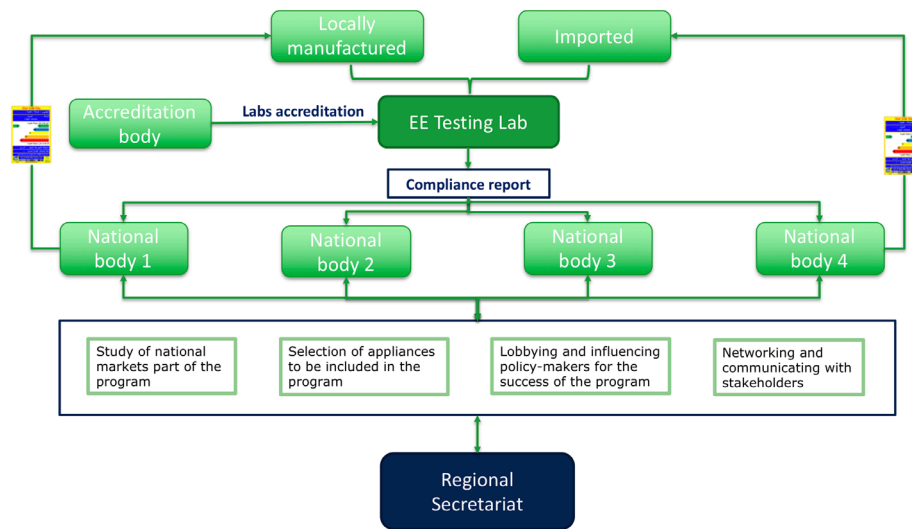 Locally
manufactured
Imported
Accreditation
body
Labs accreditation
EE Testing Lab
Compliance report
National
body 1
National
body 2
National
body 3
National
body 4
Study of national
markets part of the
program
Selection of appliances
to be included in the
program
Lobbying and influencing
policy-makers for the
success of the program
Networking and
communicating with
stakeholders
Regional
Secretariat